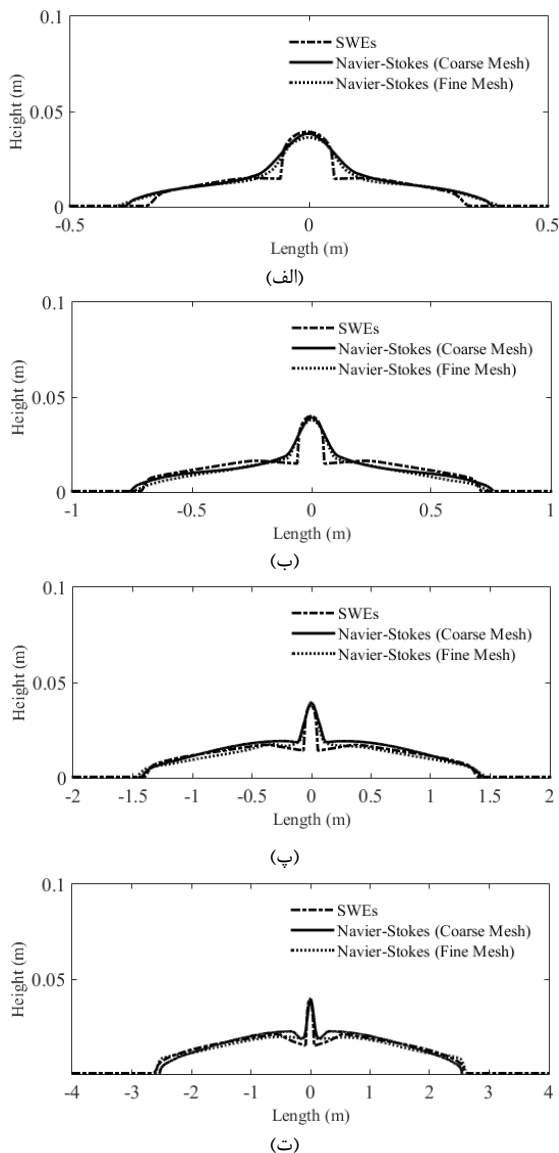 0.1
SWEs
Navier-Stokes (Coarse Mesh)
Navier-Stokes (Fine Mesh)
Height (m)
0.05
0
-0.5 0 0.5
Length (m)
(الف)
0.1
SWEs
Navier-Stokes (Coarse Mesh)
Navier-Stokes (Fine Mesh)
Height (m)
0.05
0
-1 -0.5 0 0.5 1
Length (m)
(ب)
0.1
SWEs
Navier-Stokes (Coarse Mesh)
Navier-Stokes (Fine Mesh)
Height (m)
0.05
0
-2 -1.5 -1 -0.5 0 0.5 1 1.5 2
Length (m)
(پ)
0.1
SWEs
Navier-Stokes (Coarse Mesh)
Navier-Stokes (Fine Mesh)
Height (m)
0.05
0
-4 -3 -2 -1 0 1 2 3 4
Length (m)
(ت)